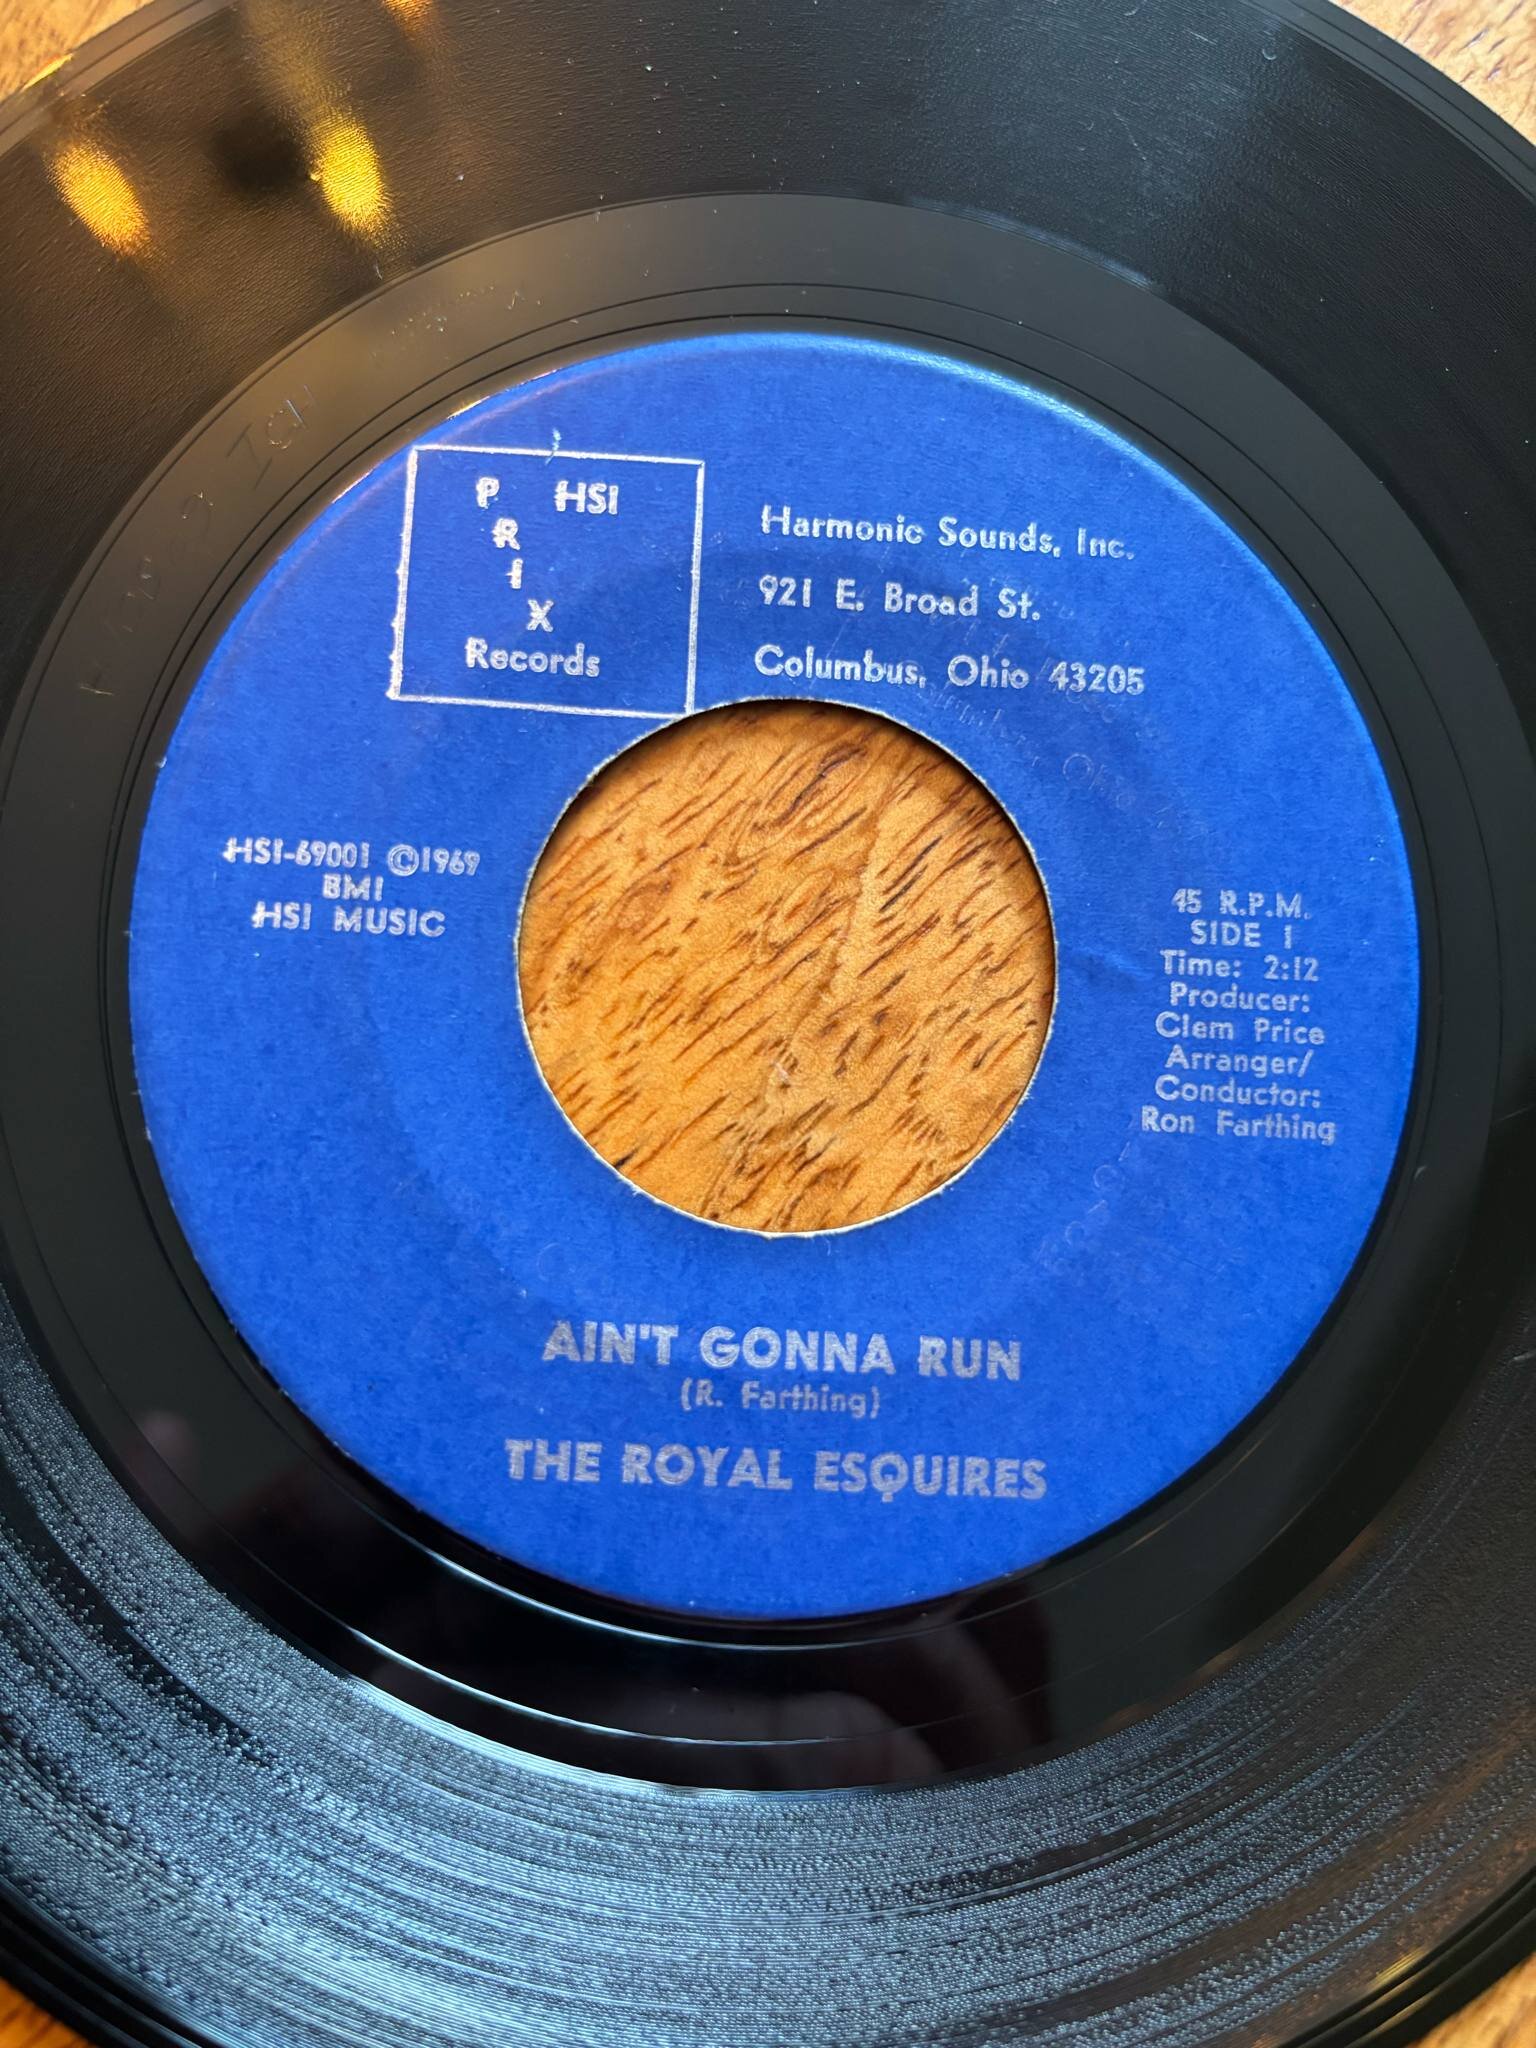 P HSI
R
I
X
Records
Harmonic Sounds, Inc.
921 E. Broad St.
Columbus, Ohio 43205
HSI-69001 ©1969
BMI
HSI MUSIC
45 R.P.M.
SIDE 1
Time: 2:12
Producer:
Clem Price
Arranger/
Conductor:
Ron Farthing
AIN'T GONNA RUN
(R. Farthing)
THE ROYAL ESQUIRES